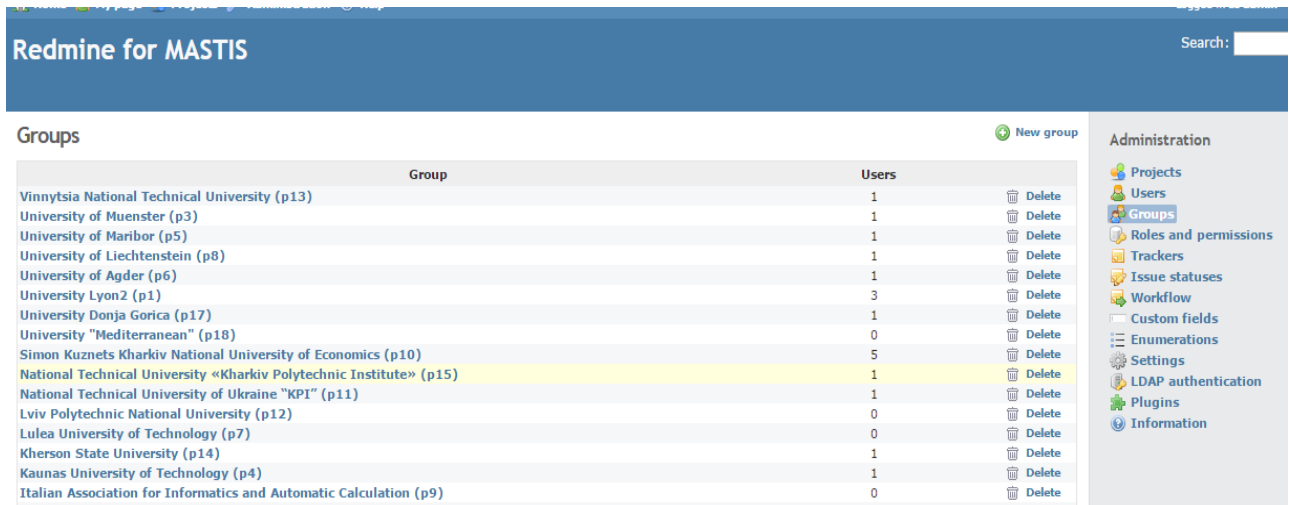 Redmine for MASTIS
Search:
Groups
New group
Group Users
Vinnytsia National Technical University (p13) 1 Delete
University of Muenster (p3) 1 Delete
University of Maribor (p5) 1 Delete
University of Liechtenstein (p8) 1 Delete
University of Agder (p6) 1 Delete
University Lyon2 (p1) 3 Delete
University Donja Gorica (p17) 1 Delete
University "Mediterranean" (p18) 0 Delete
Simon Kuznets Kharkiv National University of Economics (p10) 5 Delete
National Technical University «Kharkiv Polytechnic Institute» (p15) 1 Delete
National Technical University of Ukraine “KPI” (p11) 1 Delete
Lviv Polytechnic National University (p12) 0 Delete
Lulea University of Technology (p7) 0 Delete
Kherson State University (p14) 1 Delete
Kaunas University of Technology (p4) 1 Delete
Italian Association for Informatics and Automatic Calculation (p9) 0 Delete
Administration
Projects
Users
Groups
Roles and permissions
Trackers
Issue statuses
Workflow
Custom fields
Enumerations
Settings
LDAP authentication
Plugins
Information